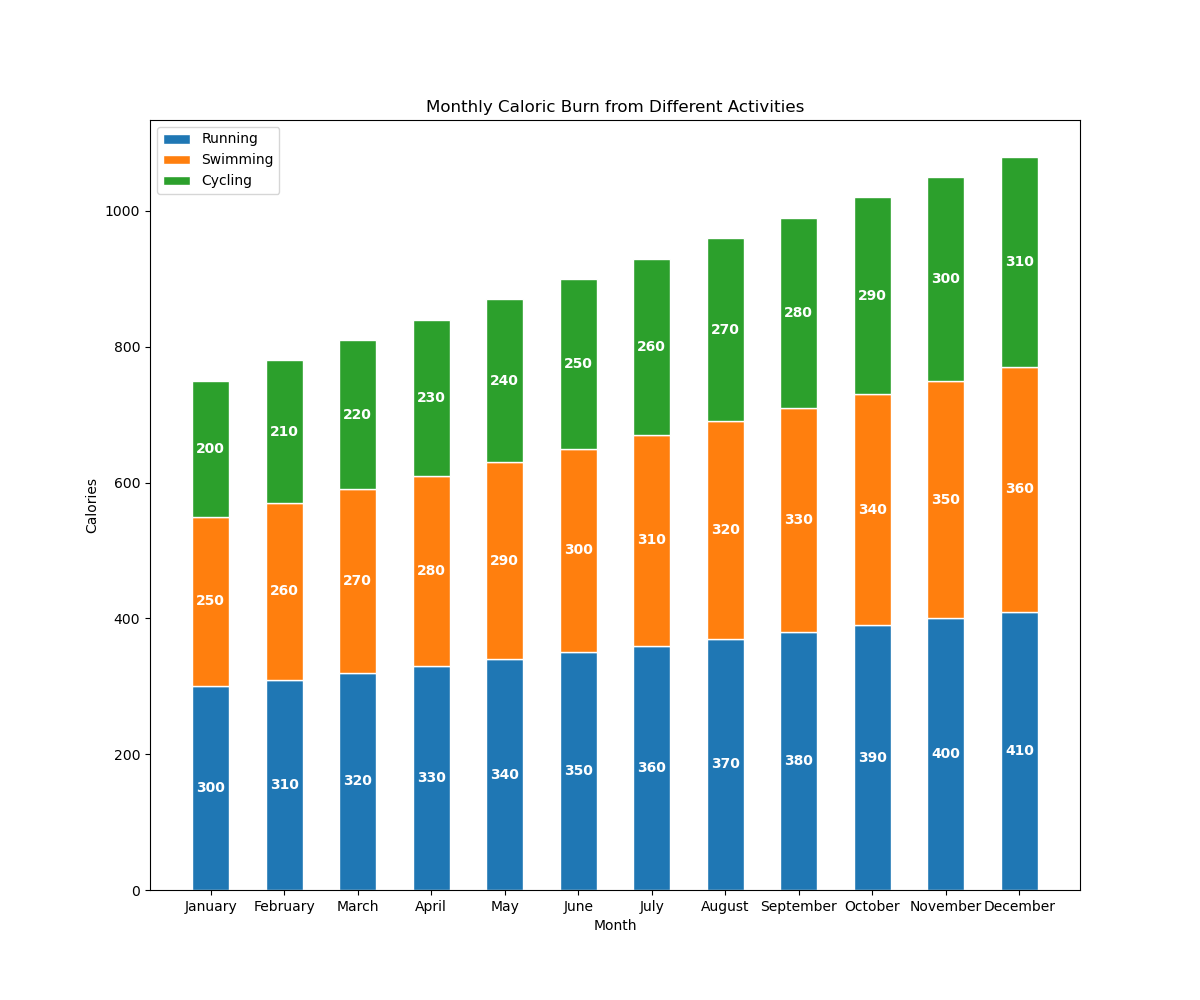 Monthly Caloric Burn from Different Activities
Running
Swimming
Cycling
1000
800
600
400
200
0
Calories
200 210 220 230 240 250 260 270 280 290 300 310
250 260 270 280 290 300 310 320 330 340 350 360
300 310 320 330 340 350 360 370 380 390 400 410
January February March April May June July August September October November December
Month